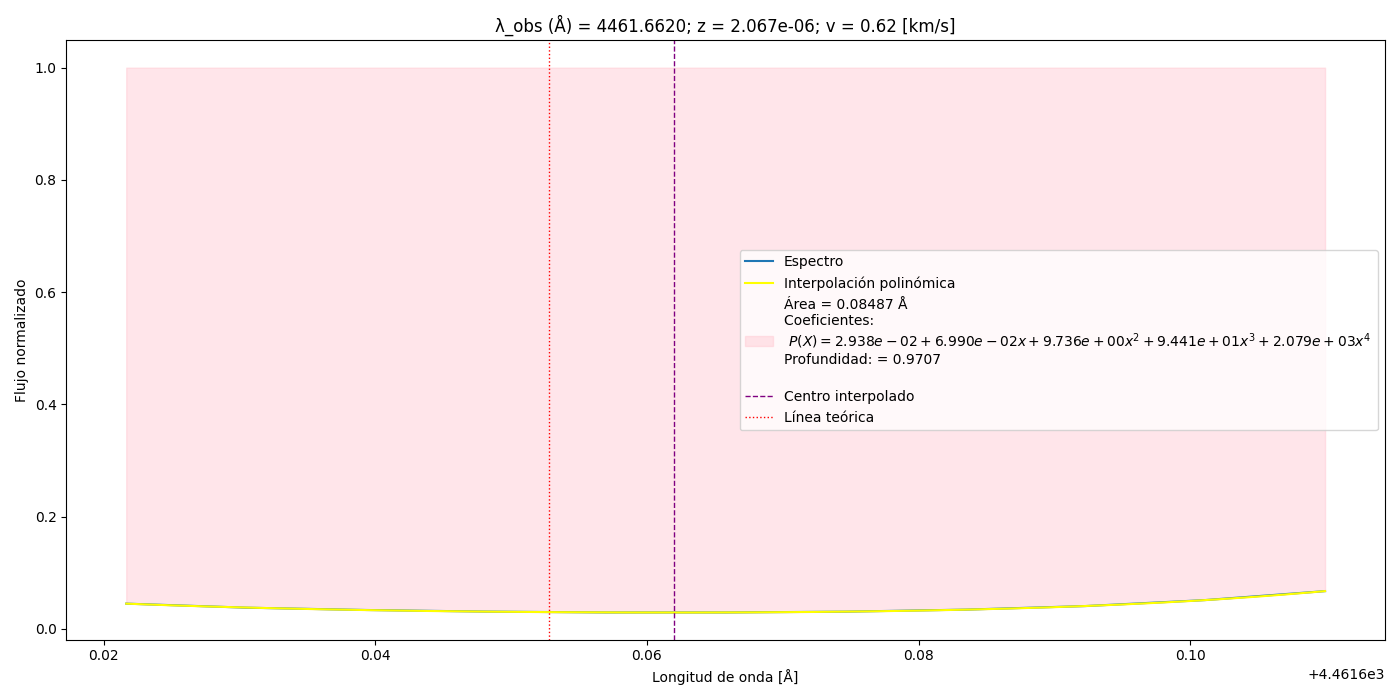 λ_obs (Å) = 4461.6620; z = 2.067e-06; v = 0.62 [km/s]
Flujo normalizado
1.0
0.8
0.6
0.4
0.2
0.0
Espectro
Interpolación polinómica
Área = 0.08487 Å
Coeficientes:
P(X) = 2.938e − 02 + 6.990e − 02x + 9.736e + 00x² + 9.441e + 01x³ + 2.079e + 03x⁴
Profundidad: = 0.9707
Centro interpolado
Línea teórica
0.02 0.04 0.06 0.08 0.10
+4.4616e3
Longitud de onda [Å]